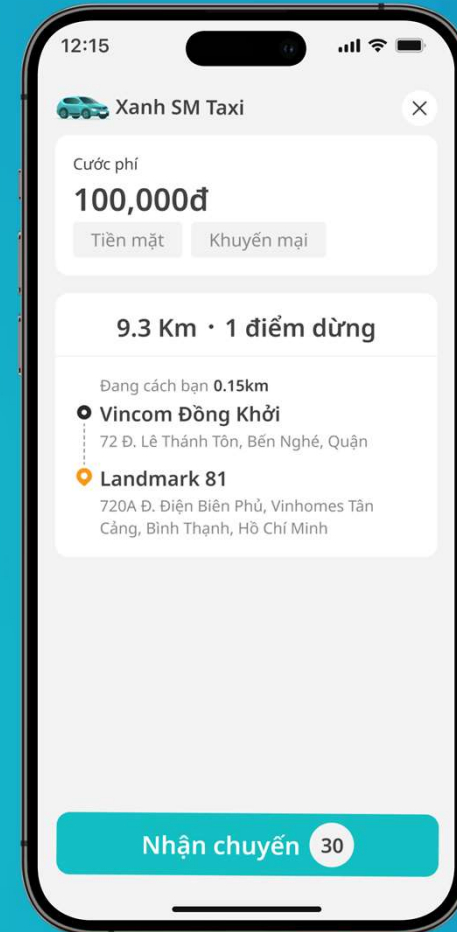 12:15
Xanh SM Taxi
Cước phí
100,000đ
Tiền mặt Khuyến mại
9.3 Km · 1 điểm dừng
Đang cách bạn 0.15km
Vincom Đồng Khởi
72 Đ. Lê Thánh Tôn, Bến Nghé, Quận
Landmark 81
720A Đ. Điện Biên Phủ, Vinhomes Tân
Cảng, Bình Thạnh, Hồ Chí Minh
Nhận chuyến 30